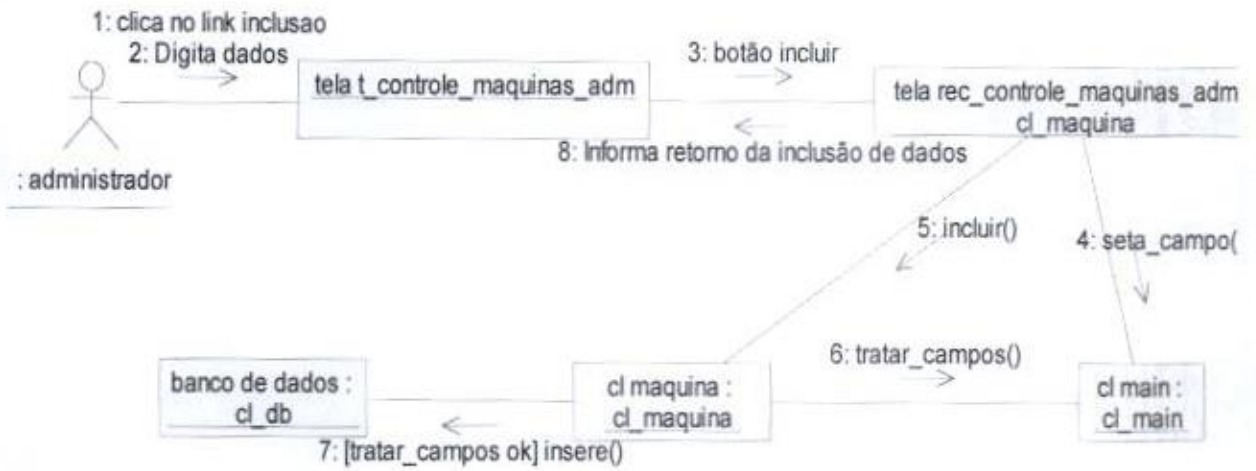 1: clica no link inclusao
2: Digita dados
3: botão incluir
tela t_controle_maquinas_adm
tela rec_controle_maquinas_adm
cl_maquina
8: Informa retorno da inclusão de dados
: administrador
5: incluir()
4: seta_campo(
6: tratar_campos()
banco de dados :
cl_db
cl maquina :
cl_maquina
cl main :
cl_main
7: [tratar_campos ok] insere()